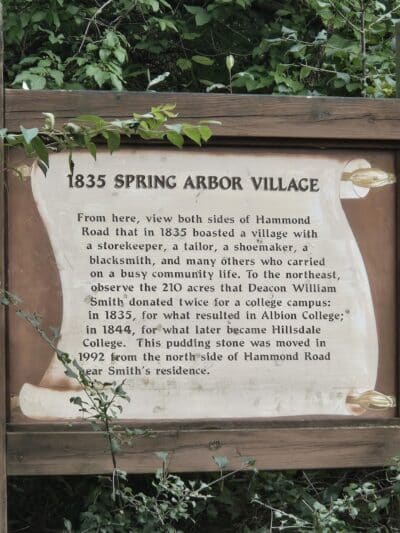 1835 SPRING ARBOR VILLAGE
From here, view both sides of Hammond
Road that in 1835 boasted a village with
a storekeeper, a tailor, a shoemaker, a
blacksmith, and many others who carried
on a busy community life. To the northeast,
observe the 210 acres that Deacon William
Smith donated twice for a college campus:
in 1835, for what resulted in Albion College;
in 1844, for what later became Hillsdale
College. This pudding stone was moved in
1992 from the north side of Hammond Road
near Smith's residence.